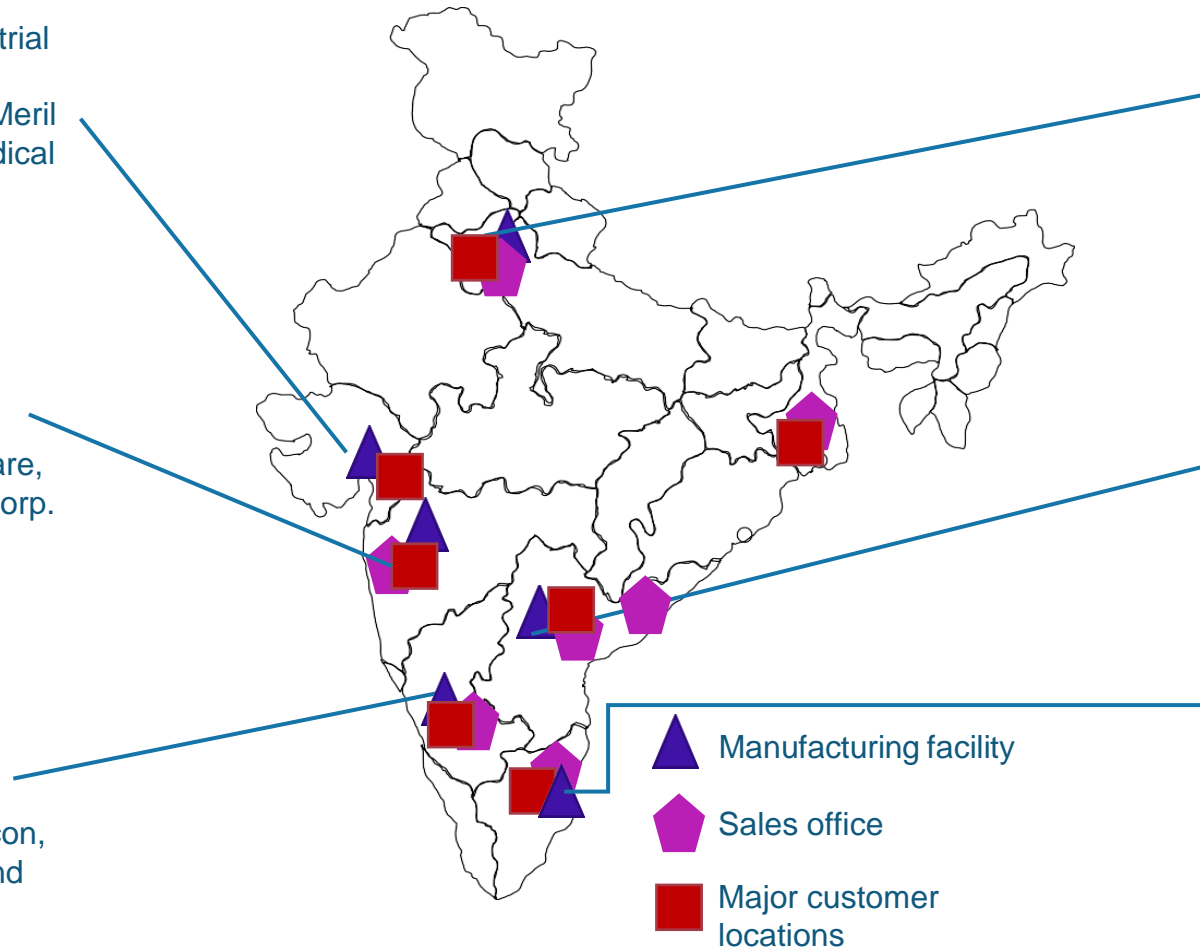 trial
Meril
dical
are,
orp.
con,
nd
Manufacturing facility
Sales office
Major customer
locations